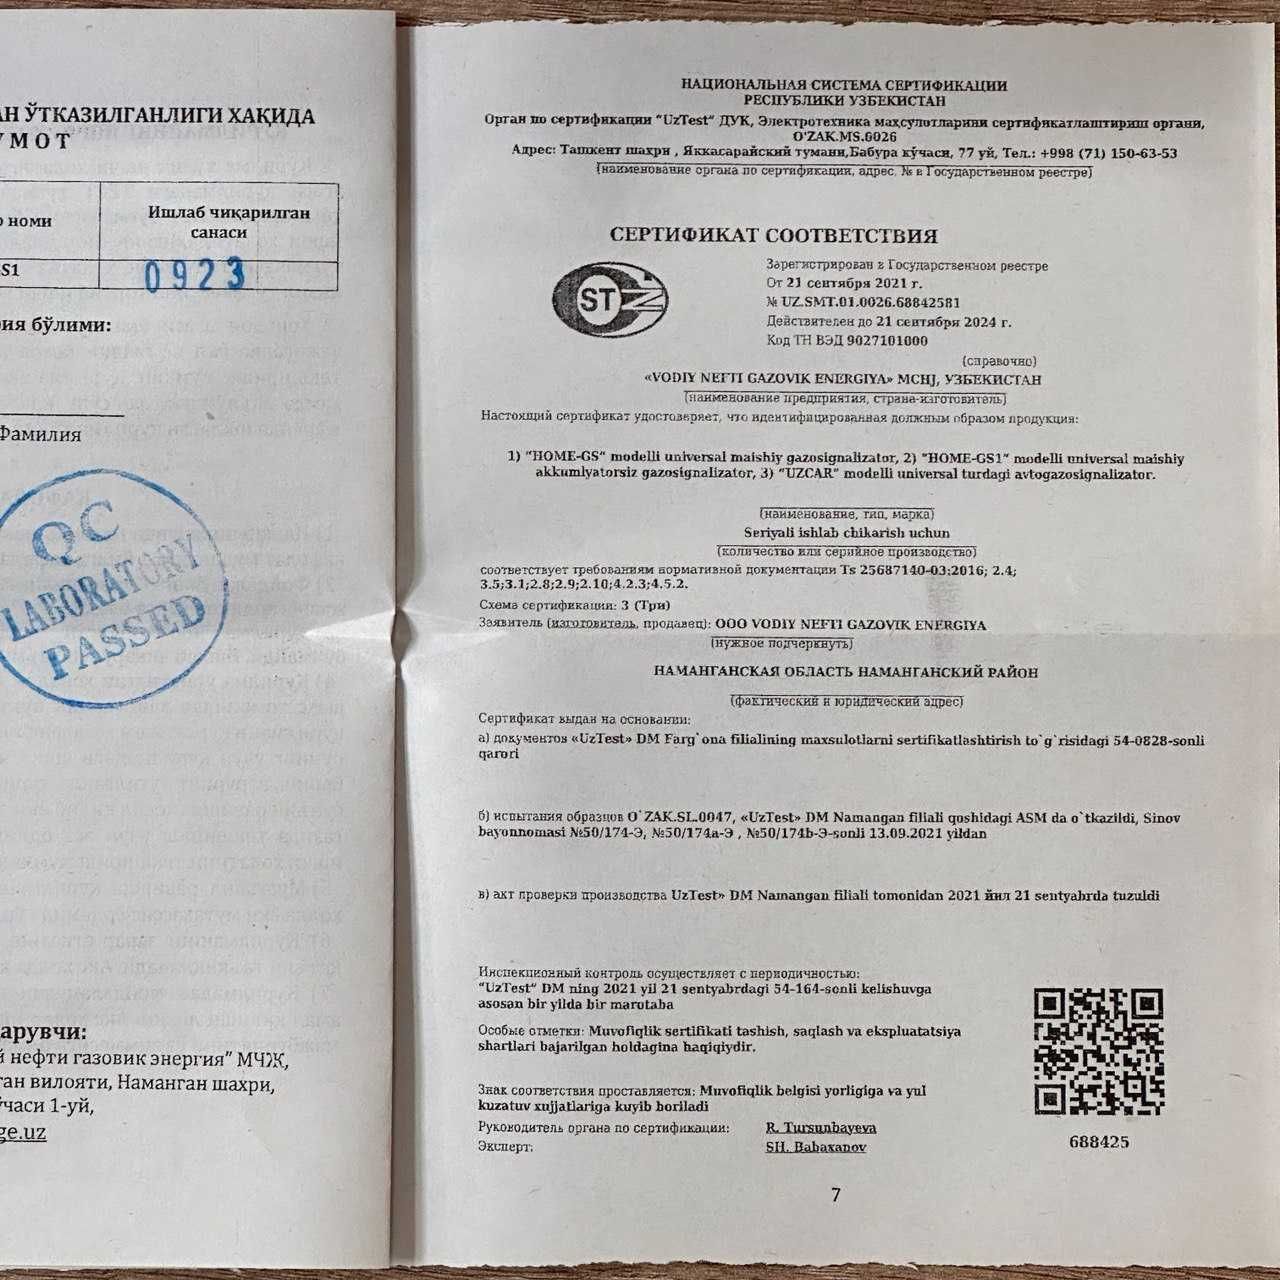 АН ЎТКАЗИЛГАНЛИГИ ХАҚИДА
УМОТ
номи
Ишлаб чиқарилган
санаси
S1
0923
рия бўлими:
Фамилия
QC
LABORATORY
PASSED
арувчи:
й нефти газовик энергия” МЧЖ,
ган вилояти, Наманган шахри,
ўчаси 1-уй,
ge.uz
НАЦИОНАЛЬНАЯ СИСТЕМА СЕРТИФИКАЦИИ
РЕСПУБЛИКИ УЗБЕКИСТАН
Орган по сертификации “UzTest” ДУК, Электротехника маҳсулотларини сертификатлаштириш органи,
O'ZAK.MS.0026
Адрес: Ташкент шаҳри , Яккасарайский тумани,Бабура кўчаси, 77 уй, Тел.: +998 (71) 150-63-53
(наименование органа по сертификации, адрес, № в Государственном реестре)
СЕРТИФИКАТ СООТВЕТСТВИЯ
ST
Зарегистрирован в Государственном реестре
От 21 сентября 2021 г.
№ UZ.SMT.01.0026.68842581
Действителен до 21 сентября 2024 г.
Код ТН ВЭД 9027101000
(справочно)
«VODIY NEFTI GAZOVIK ENERGIYA» MCHJ, УЗБЕКИСТАН
(наименование предприятия, страна-изготовитель)
Настоящий сертификат удостоверяет, что идентифицированная должным образом продукция:
1) “HOME-GS” modelli universal maishiy gazosignalizator, 2) “HOME-GS1” modelli universal maishiy
akkumlyatorsiz gazosignalizator, 3) “UZCAR” modelli universal turdagi avtogazosignalizator.
(наименование, тип, марка)
Seriyali ishlab chikarish uchun
(количество или серийное производство)
соответствует требованиям нормативной документации Ts 25687140-03:2016; 2.4;
3.5;3.1;2.8;2.9;2.10;4.2.3;4.5.2.
Схема сертификации: 3 (Три)
Заявитель (изготовитель, продавец): ООО VODIY NEFTI GAZOVIK ENERGIYA
(нужное подчеркнуть)
НАМАНГАНСКАЯ ОБЛАСТЬ НАМАНГАНСКИЙ РАЙОН
(фактический и юридический адрес)
Сертификат выдан на основании:
а) документов «UzTest» DM Farg`ona filialining maxsulotlarni sertifikatlashtirish to`g`risidagi 54-0828-sonli
qarori
б) испытания образцов O`ZAK.SL.0047, «UzTest» DM Namangan filiali qoshidagi ASM da o`tkazildi, Sinov
bayonnomasi №50/174-Э, №50/174а-Э , №50/174b-Э-sonli 13.09.2021 yildan
в) акт проверки производства UzTest» DM Namangan filiali tomonidan 2021 йил 21 sentyabrda tuzuldi
Инспекционный контроль осуществляет с периодичностью:
“UzTest” DM ning 2021 yil 21 sentyabrdagi 54-164-sonli kelishuvga
asosan bir yilda bir marotaba
Особые отметки: Muvofiqlik sertifikati tashish, saqlash va ekspluatatsiya
shartlari bajarilgan holdagina haqiqiydir.
Знак соответствия проставляется: Muvofiqlik belgisi yorligiga va yul
kuzatuv xujjatlariga kuyib boriladi
Руководитель органа по сертификации: R. Tursunbayeva
Эксперт: SH. Babaxanov
688425
7